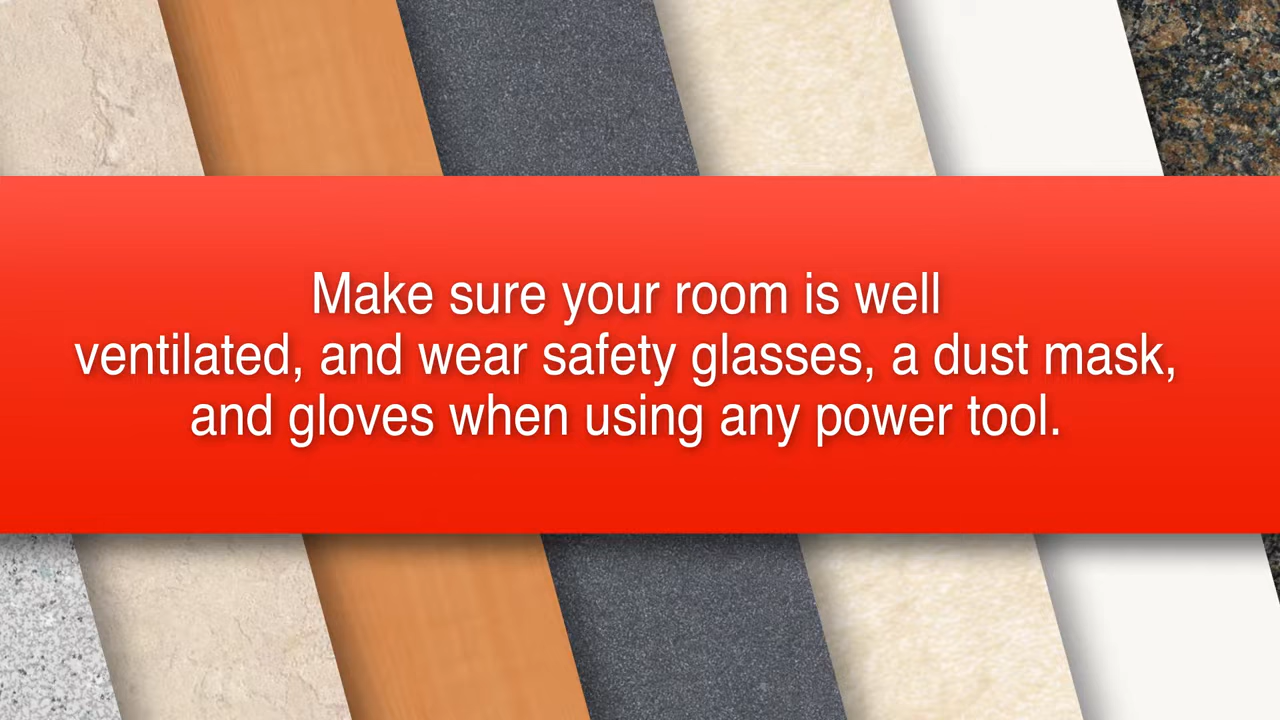 Make sure your room is well
ventilated, and wear safety glasses, a dust mask,
and gloves when using any power tool.